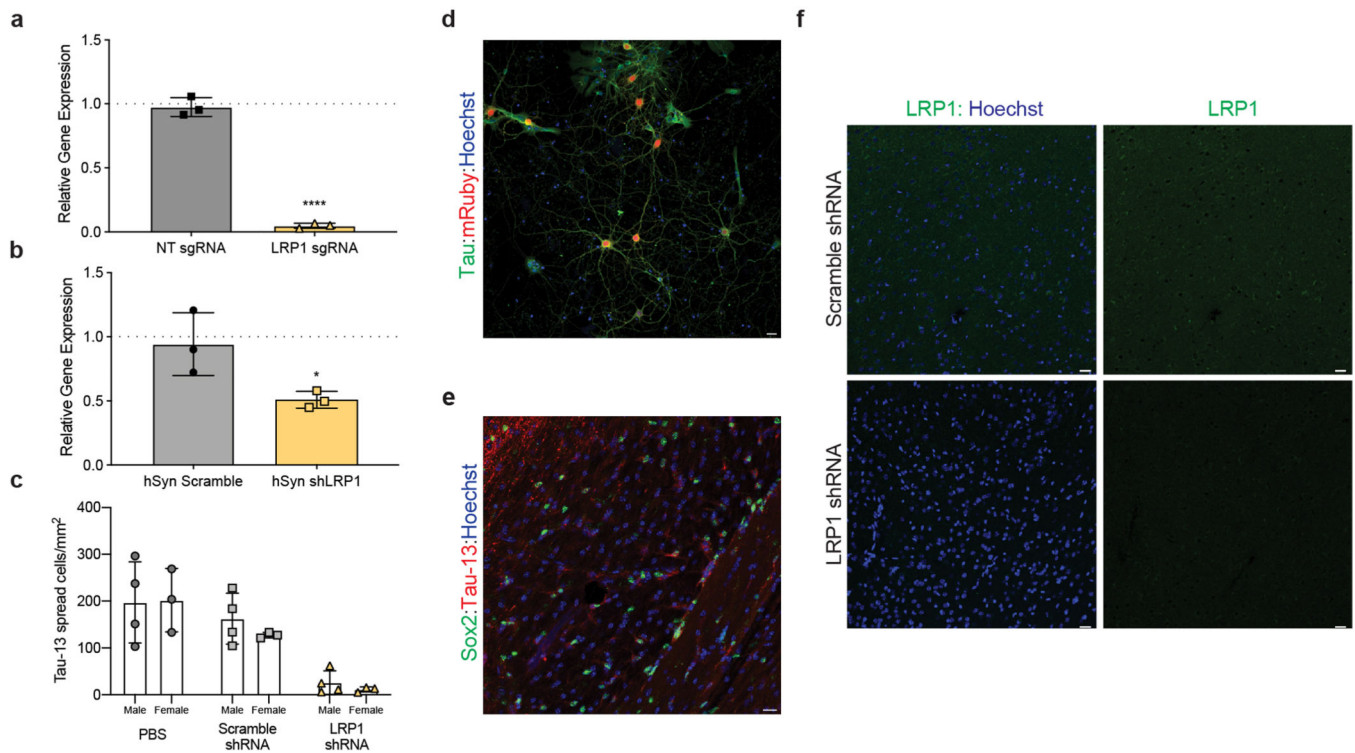 a
1.5
1.0
0.5
0.0
Relative Gene Expression
****
NT sgRNA LRP1 sgRNA
b
1.5
1.0
0.5
0.0
Relative Gene Expression
*
hSyn Scramble hSyn shLRP1
c
400
300
200
100
0
Tau-13 spread cells/mm²
Male Female Male Female Male Female
PBS Scramble shRNA LRP1 shRNA
d
Tau:mRuby:Hoechst
e
Sox2:Tau-13:Hoechst
f
LRP1: Hoechst LRP1
Scramble shRNA
LRP1 shRNA